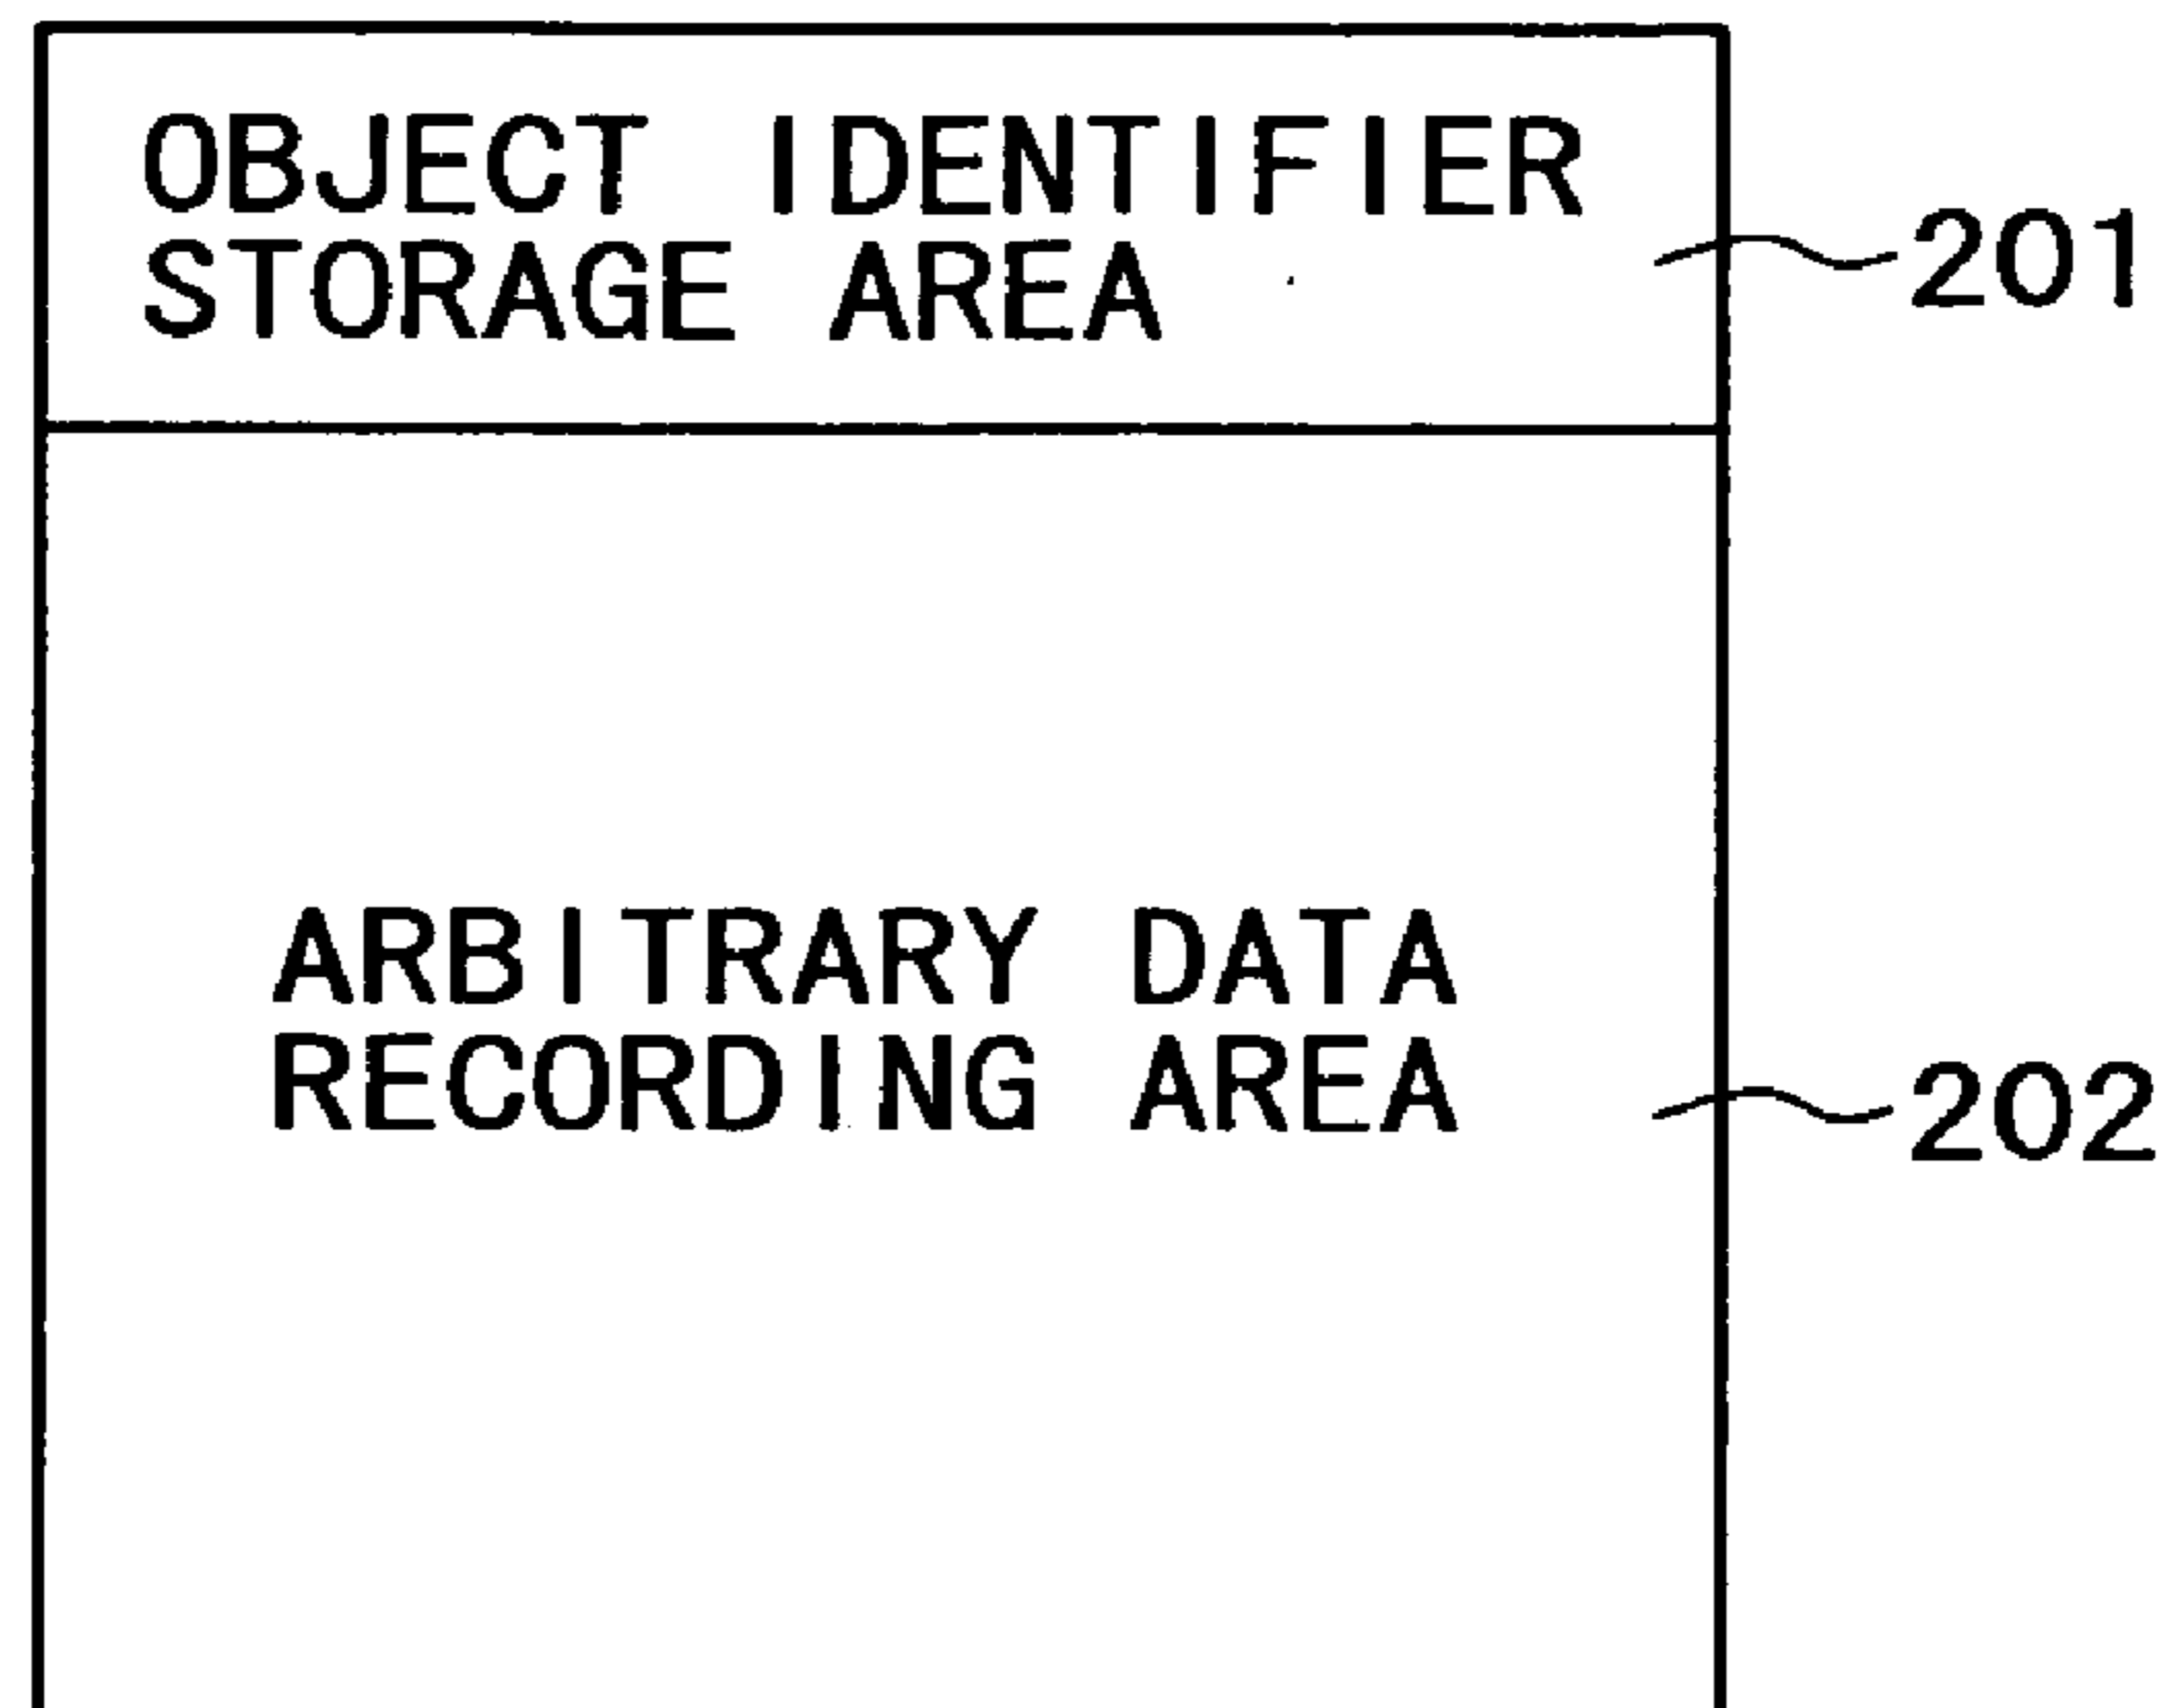 OBJECT IDENTIFIER
STORAGE AREA
201
ARBITRARY DATA
RECORDING AREA
202